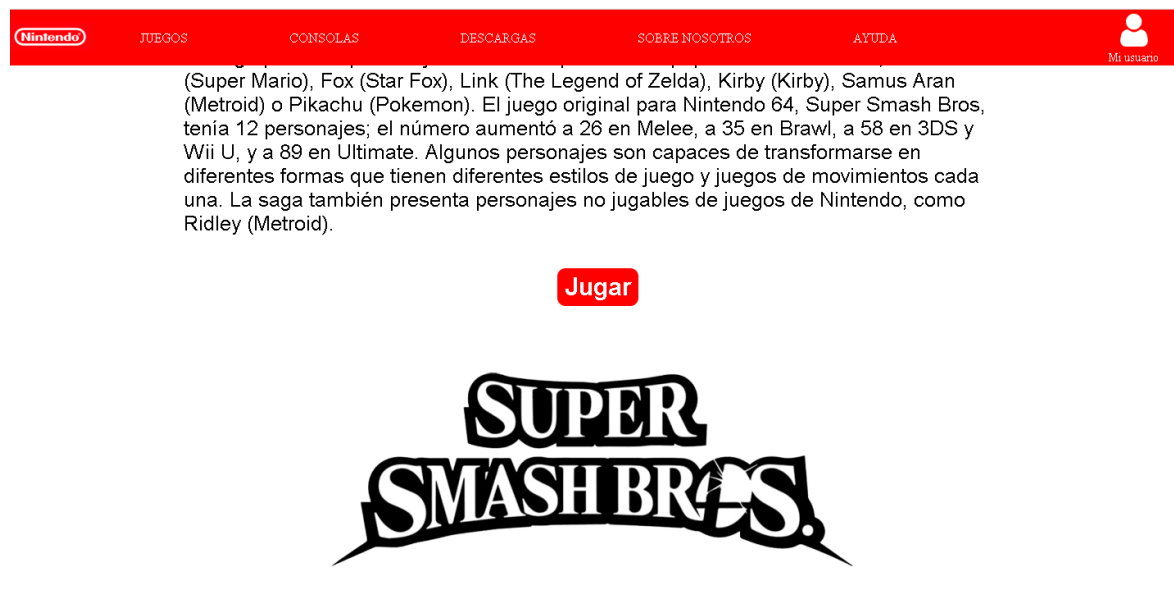 Nintendo
JUEGOS CONSOLAS DESCARGAS SOBRE NOSOTROS AYUDA
Mi usuario
(Super Mario), Fox (Star Fox), Link (The Legend of Zelda), Kirby (Kirby), Samus Aran
(Metroid) o Pikachu (Pokemon). El juego original para Nintendo 64, Super Smash Bros,
tenía 12 personajes; el número aumentó a 26 en Melee, a 35 en Brawl, a 58 en 3DS y
Wii U, y a 89 en Ultimate. Algunos personajes son capaces de transformarse en
diferentes formas que tienen diferentes estilos de juego y juegos de movimientos cada
una. La saga también presenta personajes no jugables de juegos de Nintendo, como
Ridley (Metroid).
Jugar
SUPER
SMASH BROS.